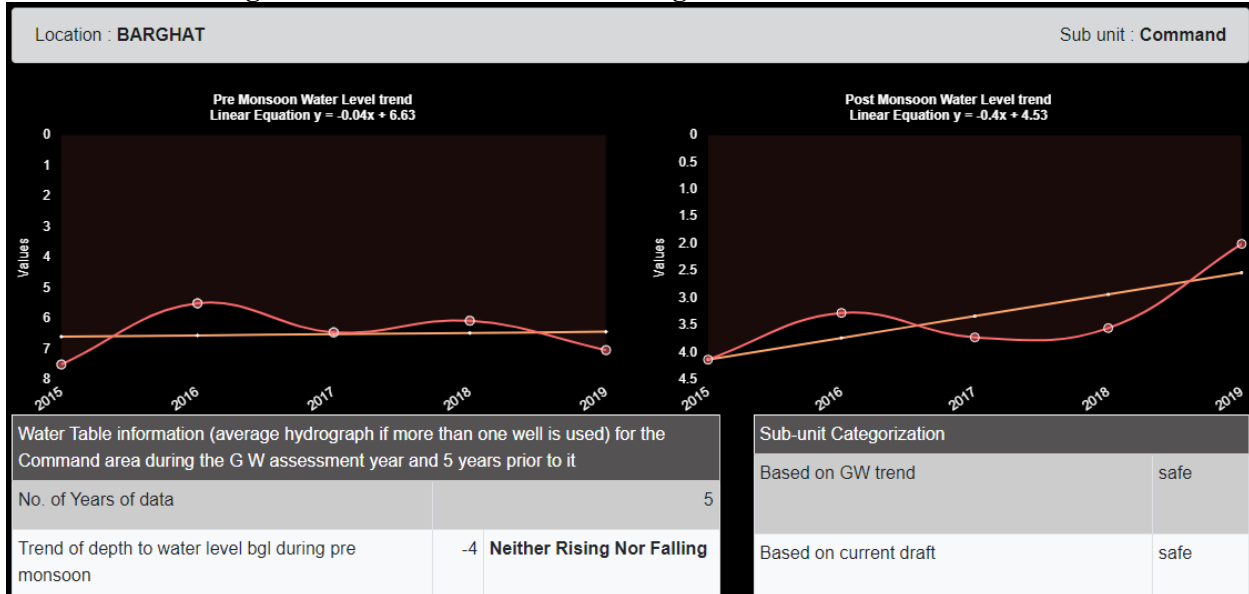 Location : BARGHAT
Sub unit : Command
Pre Monsoon Water Level trend
Linear Equation y = -0.04x + 6.63
0
1
2
3
4
5
6
7
8
Values
2015
2016
2017
2018
2019
Post Monsoon Water Level trend
Linear Equation y = -0.4x + 4.53
0
0.5
1.0
1.5
2.0
2.5
3.0
3.5
4.0
4.5
Values
2015
2016
2017
2018
2019
Water Table information (average hydrograph if more than one well is used) for the
Command area during the G W assessment year and 5 years prior to it
No. of Years of data 5
Trend of depth to water level bgl during pre
monsoon
-4 Neither Rising Nor Falling
Sub-unit Categorization
Based on GW trend safe
Based on current draft safe